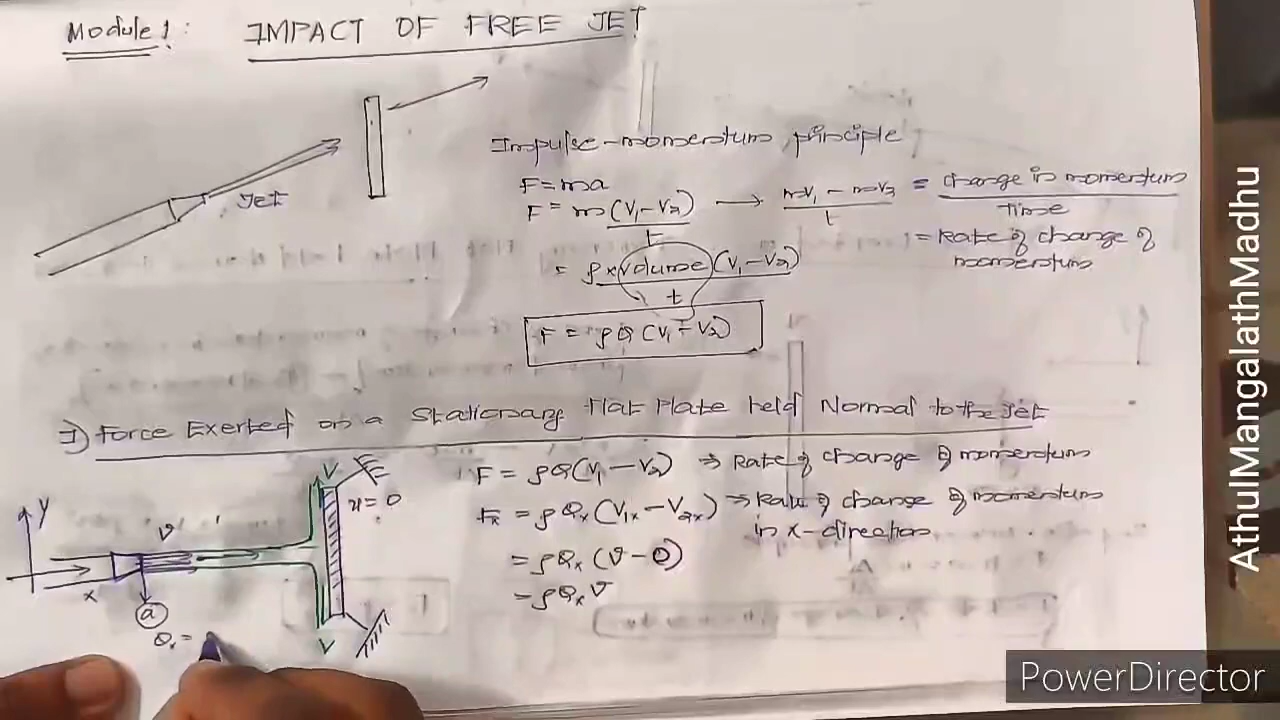 Module 1: IMPACT OF FREE JET
Jet
Impulse-momentum principle
F = ma
F = m(V₁-V₂)/t → mv₁ - mv₂/t = change in momentum/Time
= Rate of change of momentum
= ρ x volume (V₁-V₂)/t
F = ρQ (V₁-V₂)
I) Force Exerted on a Stationary Flat Plate held Normal to the Jet
F = ρQ(V₁-V₂) ⇒ Rate of change of momentum
Fx = ρQx (V₁x-V₂x) ⇒ Rate of change of momentum
in x-direction
= ρQx (V-0)
= ρQx V
y
x
V
V
V
u=0
a
Qx =
AthulMangalathMadhu
PowerDirector